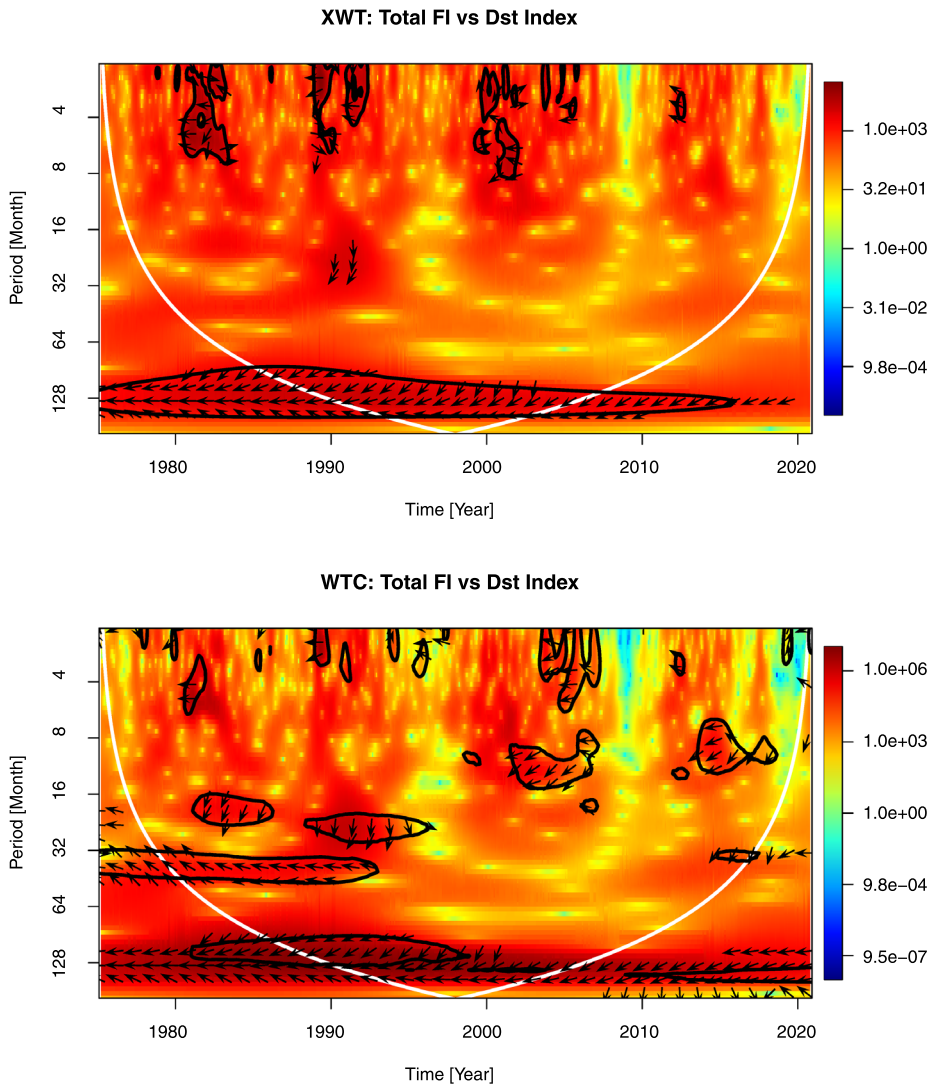 XWT: Total FI vs Dst Index
Period [Month]
4
8
16
32
64
128
1980
1990
2000
2010
2020
Time [Year]
1.0e+03
3.2e+01
1.0e+00
3.1e−02
9.8e−04
WTC: Total FI vs Dst Index
Period [Month]
4
8
16
32
64
128
1980
1990
2000
2010
2020
Time [Year]
1.0e+06
1.0e+03
1.0e+00
9.8e−04
9.5e−07